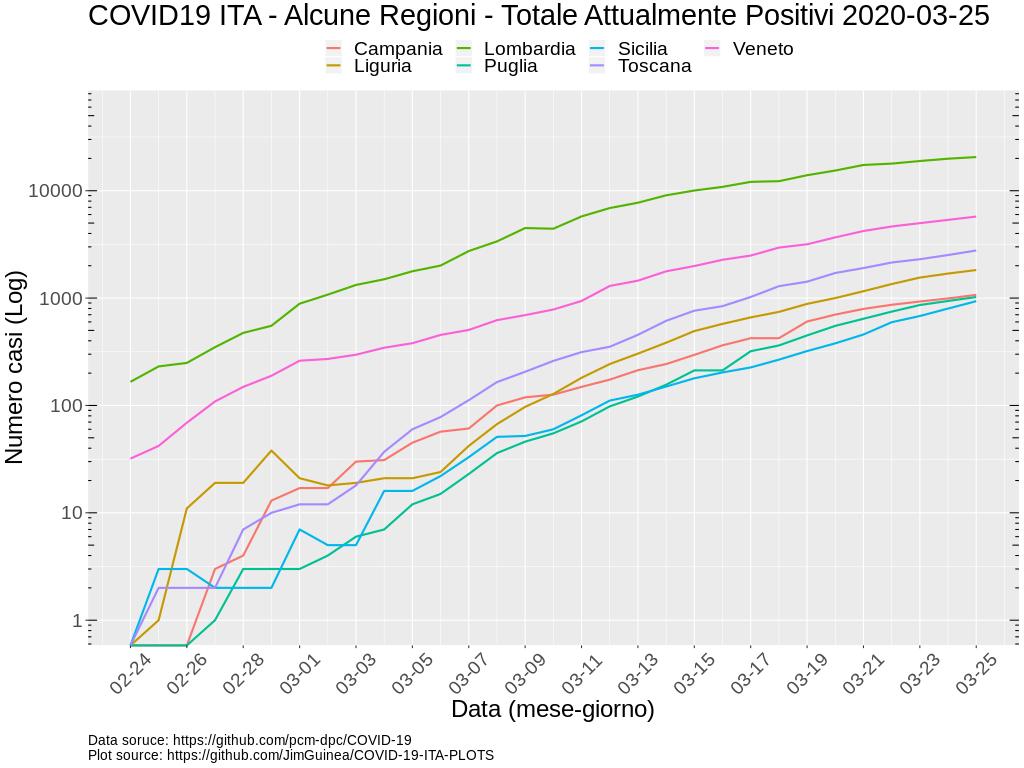 COVID19 ITA - Alcune Regioni - Totale Attualmente Positivi 2020-03-25
Campania Lombardia Sicilia Veneto
Liguria Puglia Toscana
Numero casi (Log)
10000
1000
100
10
1
02-24 02-26 02-28 03-01 03-03 03-05 03-07 03-09 03-11 03-13 03-15 03-17 03-19 03-21 03-23 03-25
Data (mese-giorno)
Data soruce: https://github.com/pcm-dpc/COVID-19
Plot source: https://github.com/JimGuinea/COVID-19-ITA-PLOTS